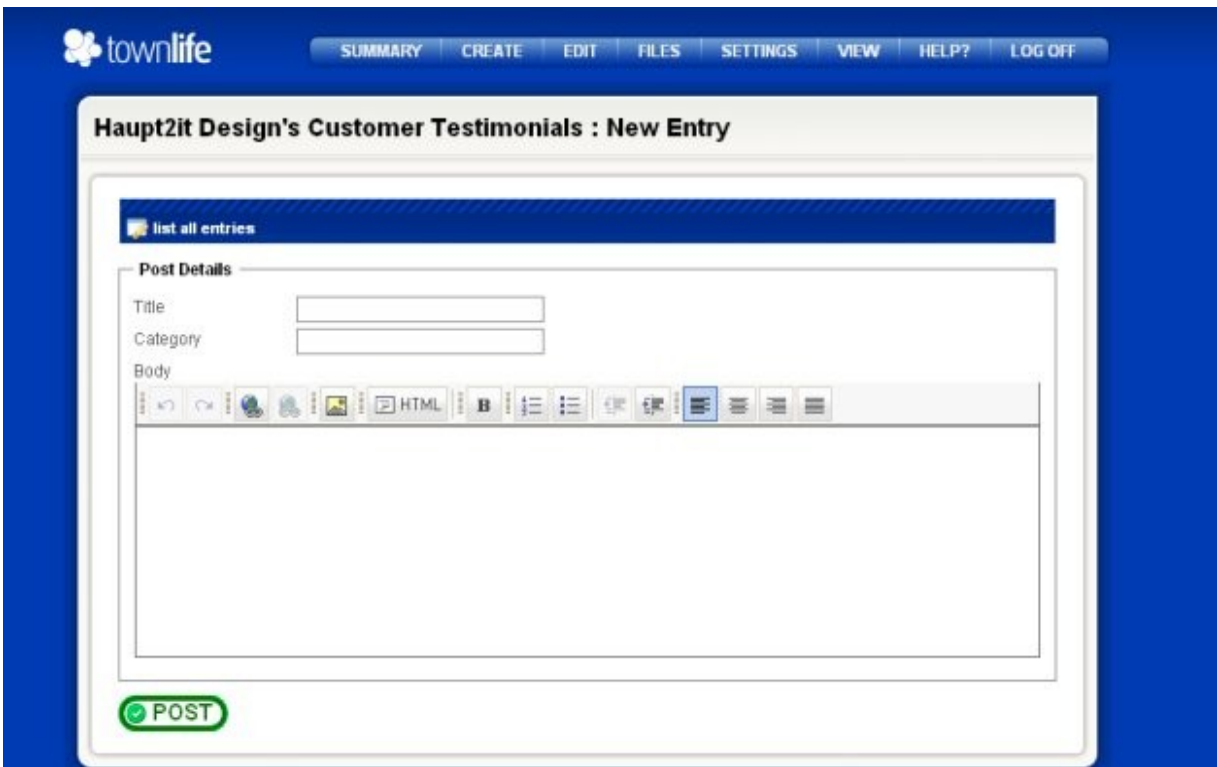 townlife
SUMMARY CREATE EDIT FILES SETTINGS VIEW HELP? LOG OFF
Haupt2it Design's Customer Testimonials : New Entry
list all entries
Post Details
Title
Category
Body
HTML B
POST